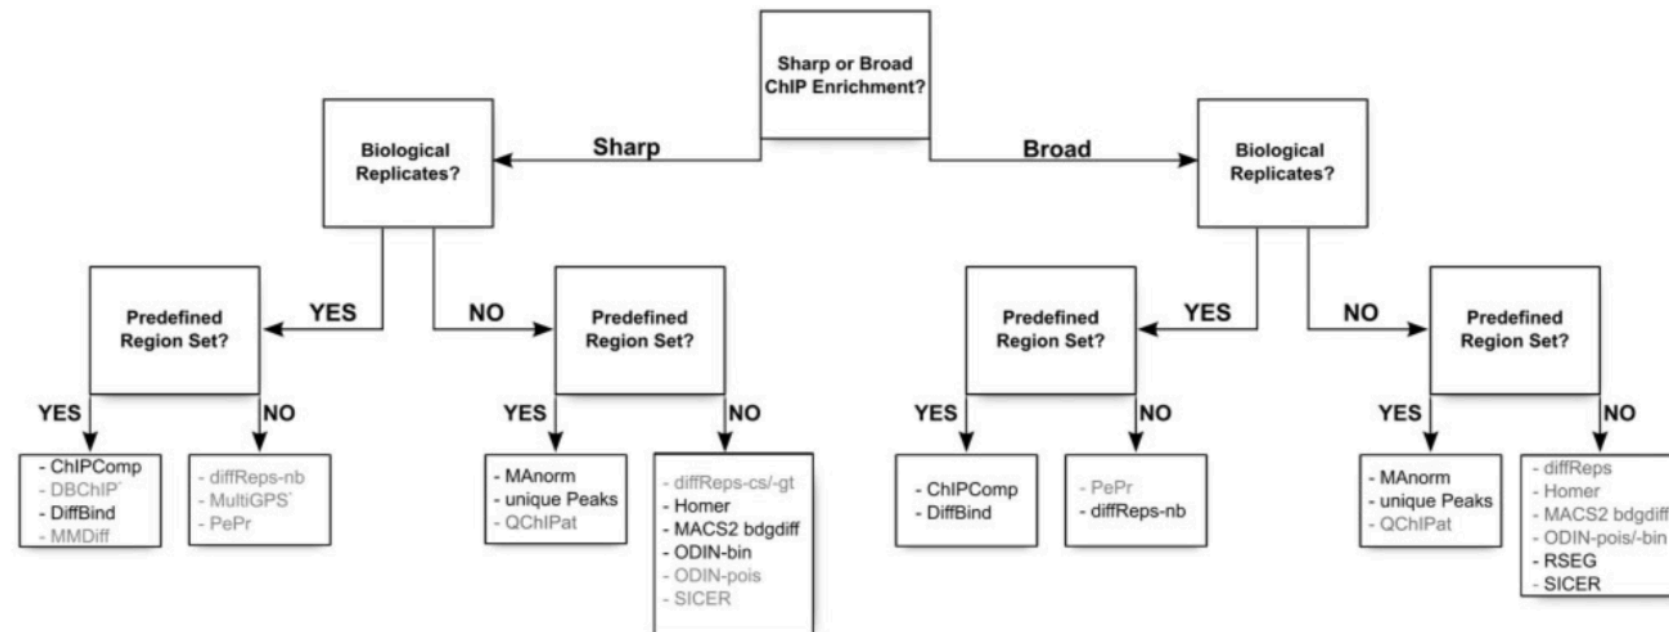 Sharp or Broad
ChIP Enrichment?
Sharp
Broad
Biological
Replicates?
Biological
Replicates?
YES
NO
YES
NO
Predefined
Region Set?
Predefined
Region Set?
Predefined
Region Set?
Predefined
Region Set?
YES
NO
YES
NO
YES
NO
YES
NO
- ChIPComp
- DBChIP*
- DiffBind
- MMDiff
- diffReps-nb
- MultiGPS*
- PePr
- MAnorm
- unique Peaks
- QChIPat
- diffReps-cs/-gt
- Homer
- MACS2 bdgdiff
- ODIN-bin
- ODIN-pois
- SICER
- ChIPComp
- DiffBind
- PePr
- diffReps-nb
- MAnorm
- unique Peaks
- QChIPat
- diffReps
- Homer
- MACS2 bdgdiff
- ODIN-pois/-bin
- RSEG
- SICER